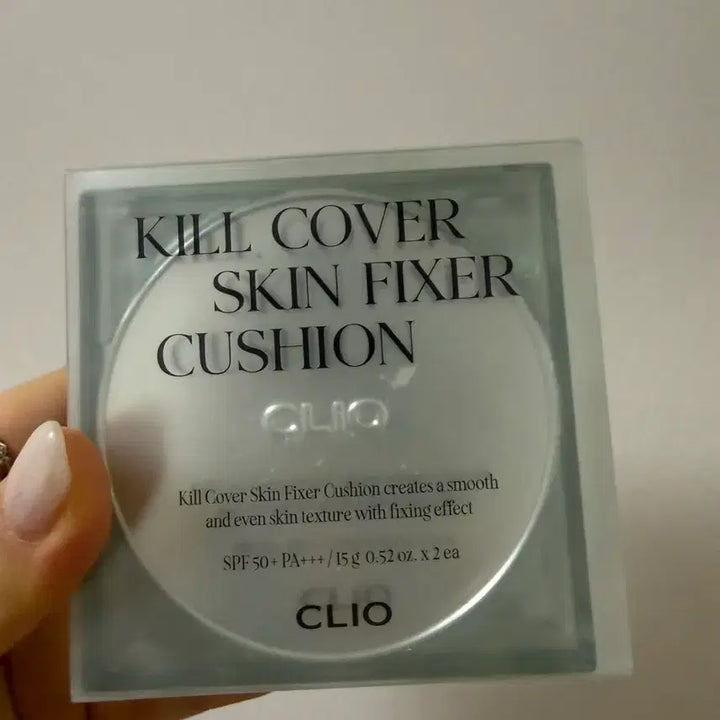 KILL COVER
SKIN FIXER
CUSHION
CLIO
Kill Cover Skin Fixer Cushion creates a smooth
and even skin texture with fixing effect
SPF 50+ PA+++ / 15 g 0.52 oz. x 2 ea
CLIO